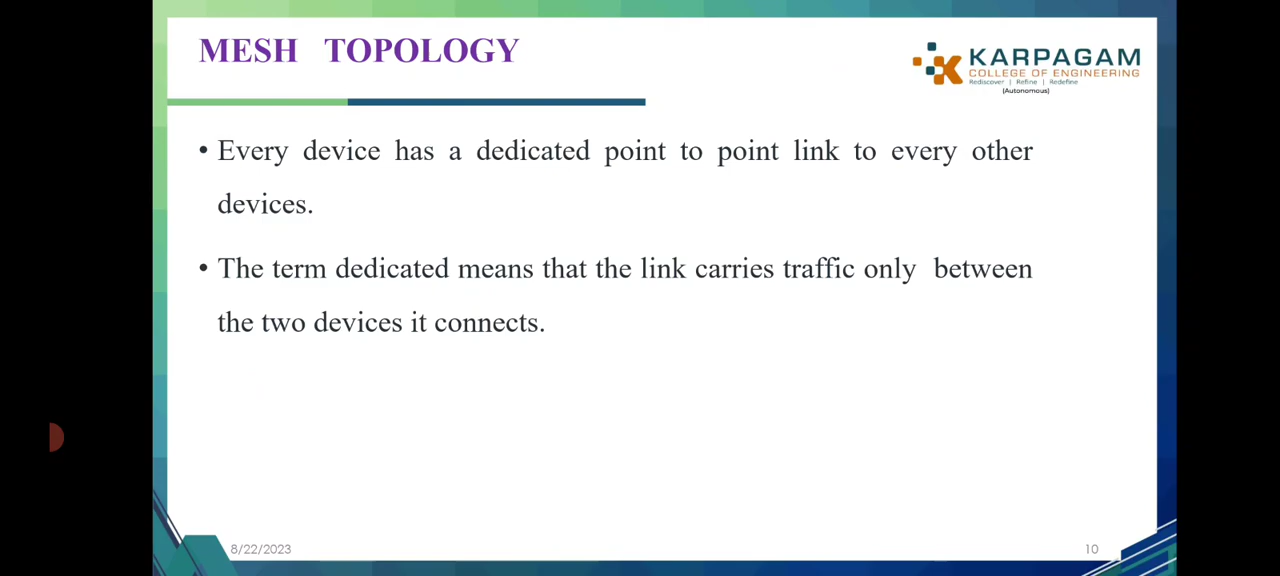 MESH TOPOLOGY
KARPAGAM
COLLEGE OF ENGINEERING
Rediscover | Refine | Redefine
(Autonomous)
• Every device has a dedicated point to point link to every other
devices.
• The term dedicated means that the link carries traffic only between
the two devices it connects.
8/22/2023
10